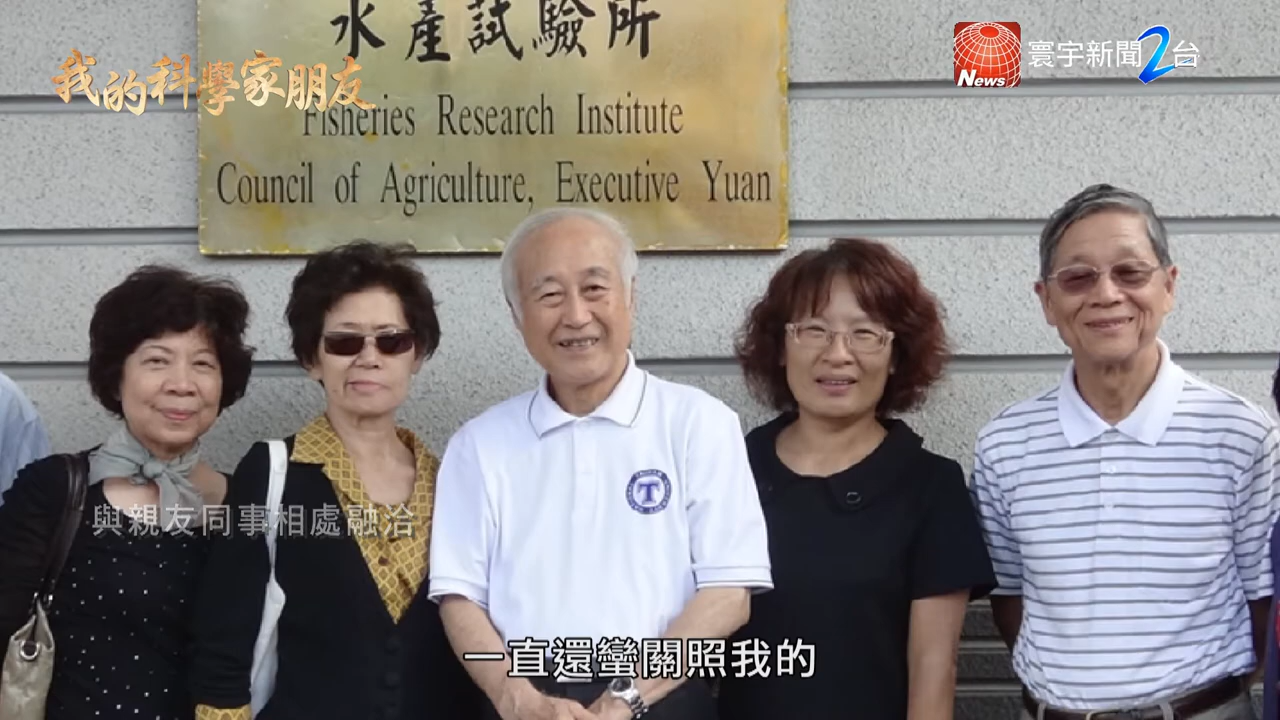 水產試驗所
Fisheries Research Institute
Council of Agriculture, Executive Yuan
我的科學家朋友
News
寰宇新聞2台
T
與親友同事相處融洽
一直還蠻關照我的